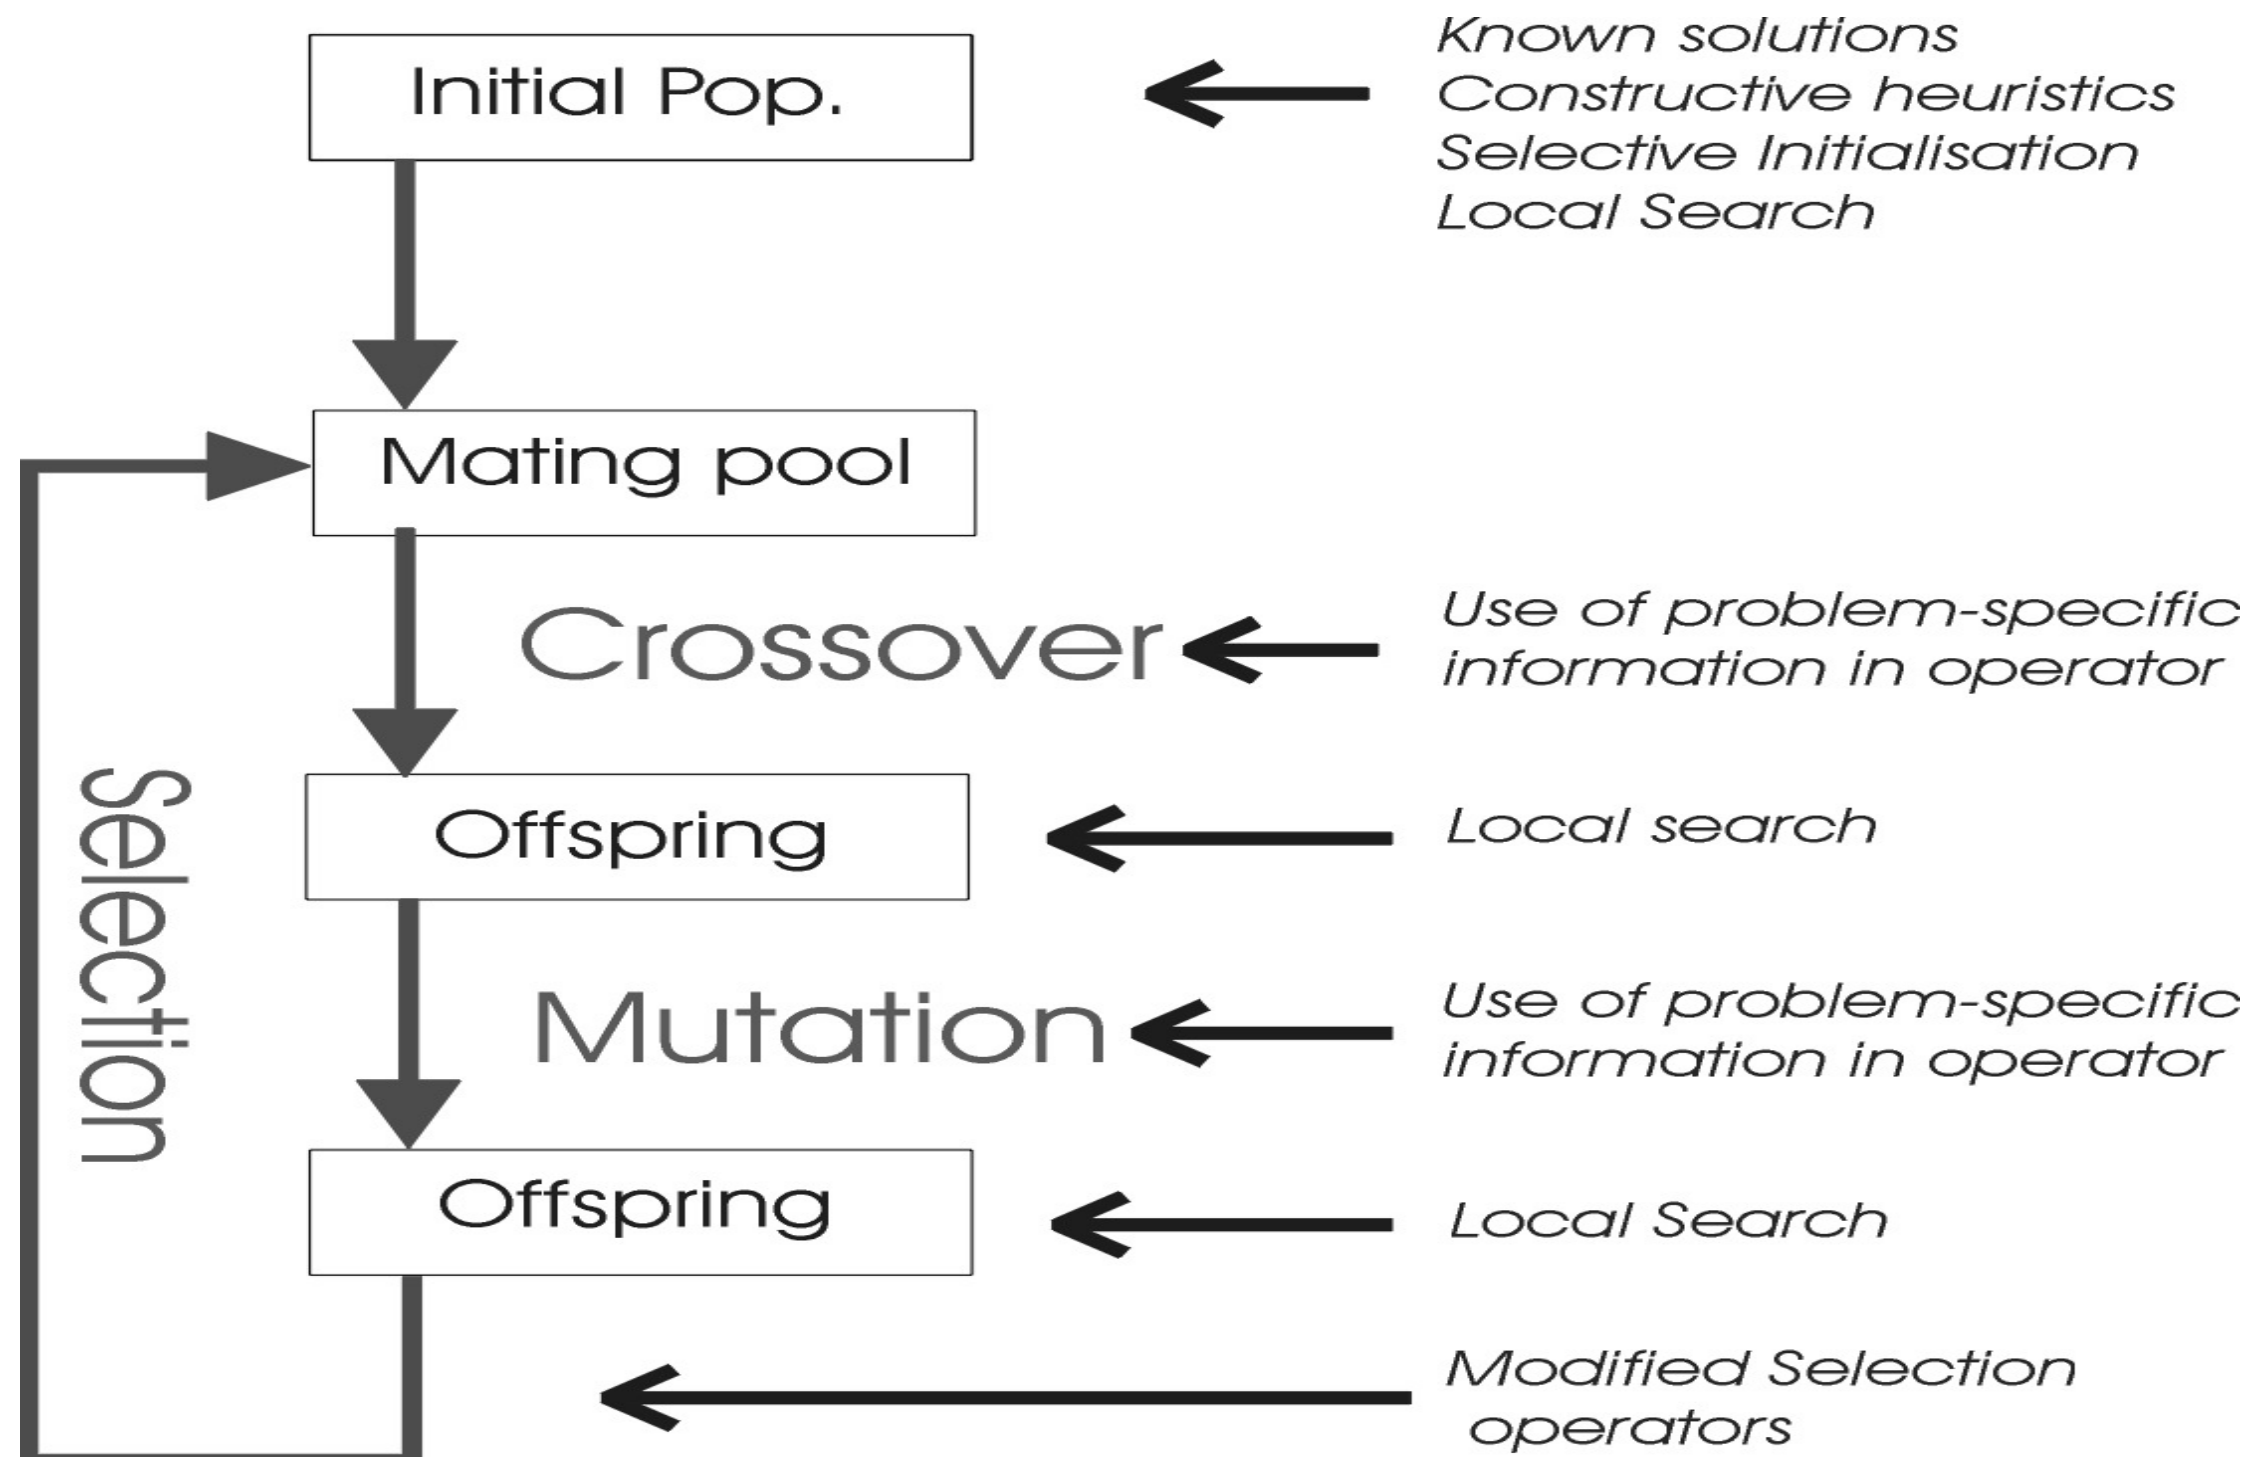 Initial Pop.
Known solutions
Constructive heuristics
Selective Initialisation
Local Search
Mating pool
Crossover
Use of problem-specific
information in operator
Offspring
Local search
Selection
Mutation
Use of problem-specific
information in operator
Offspring
Local Search
Modified Selection
operators